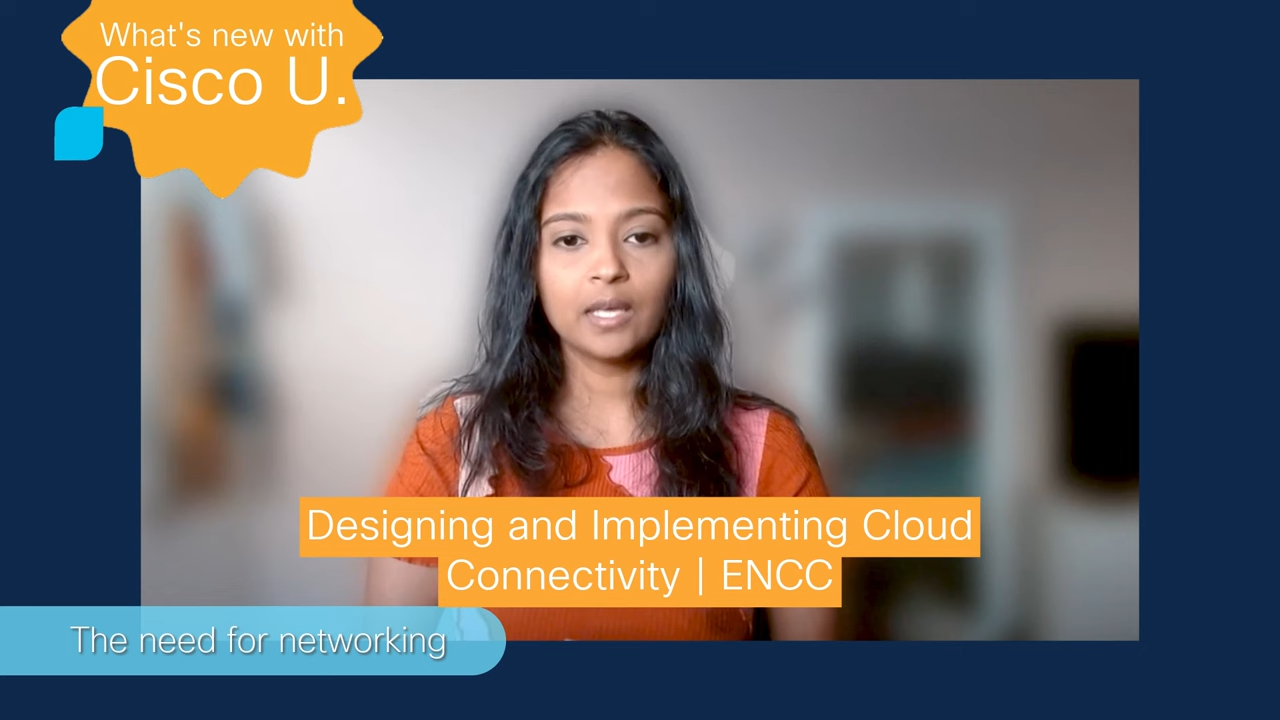 What's new with
Cisco U.
Designing and Implementing Cloud
Connectivity | ENCC
The need for networking